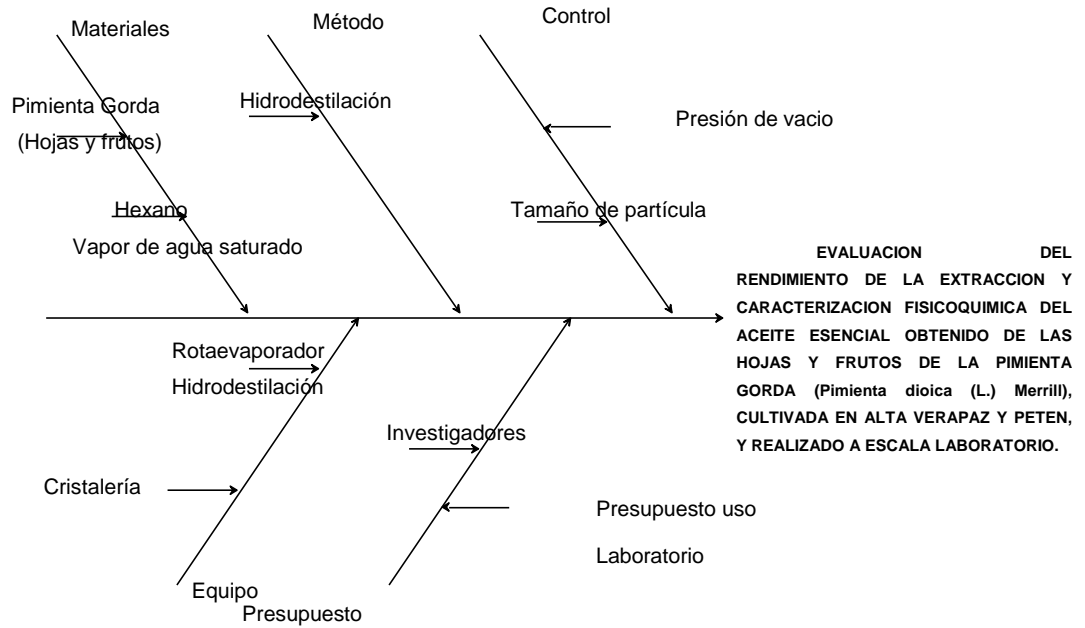 Materiales
Método
Control
Pimienta Gorda
(Hojas y frutos)
Hidrodestilación
Presión de vacio
Hexano
Vapor de agua saturado
Tamaño de partícula
EVALUACION DEL
RENDIMIENTO DE LA EXTRACCION Y
CARACTERIZACION FISICOQUIMICA DEL
ACEITE ESENCIAL OBTENIDO DE LAS
HOJAS Y FRUTOS DE LA PIMIENTA
GORDA (Pimienta dioica (L.) Merrill),
CULTIVADA EN ALTA VERAPAZ Y PETEN,
Y REALIZADO A ESCALA LABORATORIO.
Rotaevaporador
Hidrodestilación
Investigadores
Cristalería
Presupuesto uso
Laboratorio
Equipo
Presupuesto